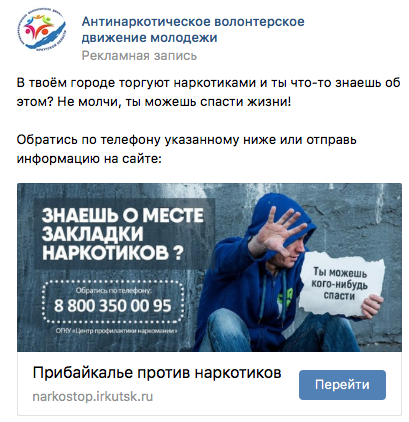 Антинаркотическое волонтерское
движение молодежи
Рекламная запись
В твоём городе торгуют наркотиками и ты что-то знаешь об
этом? Не молчи, ты можешь спасти жизни!
Обратись по телефону указанному ниже или отправь
информацию на сайте:
ЗНАЕШЬ О МЕСТЕ
ЗАКЛАДКИ
НАРКОТИКОВ ?
Обратись по телефону:
8 800 350 00 95
ОГКУ «Центр профилактики наркомании»
Ты можешь
кого-нибудь
спасти
Прибайкалье против наркотиков
narkostop.irkutsk.ru
Перейти